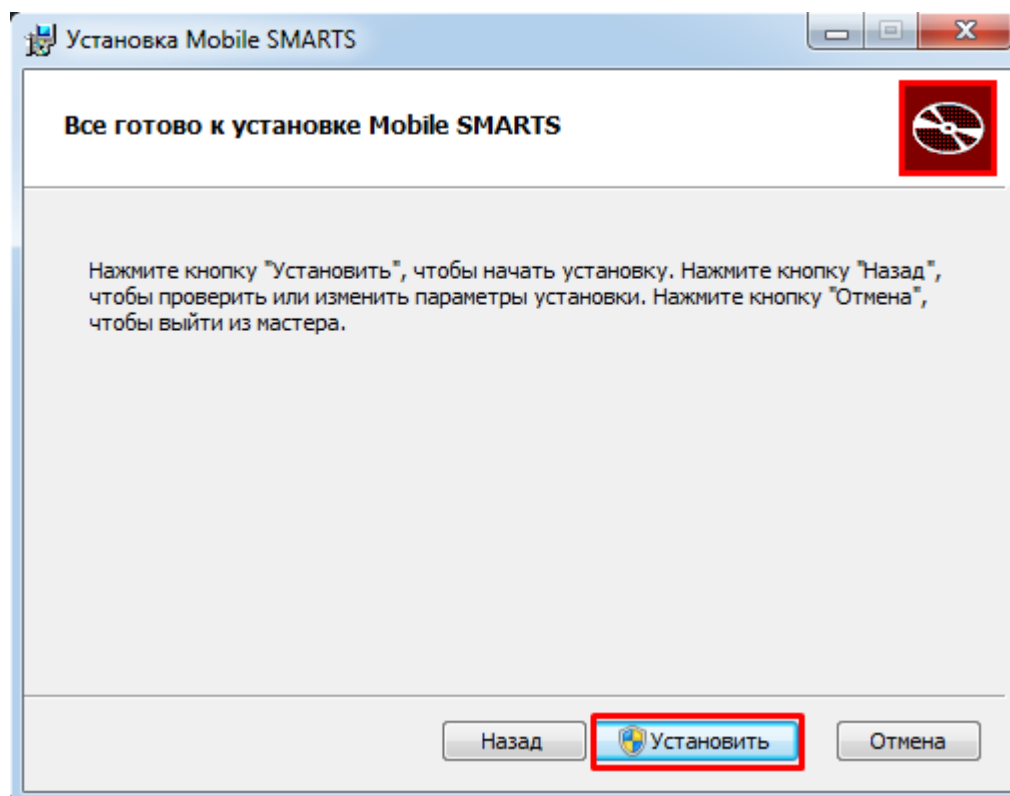 Установка Mobile SMARTS
Все готово к установке Mobile SMARTS
Нажмите кнопку "Установить", чтобы начать установку. Нажмите кнопку "Назад",
чтобы проверить или изменить параметры установки. Нажмите кнопку "Отмена",
чтобы выйти из мастера.
Назад
Установить
Отмена